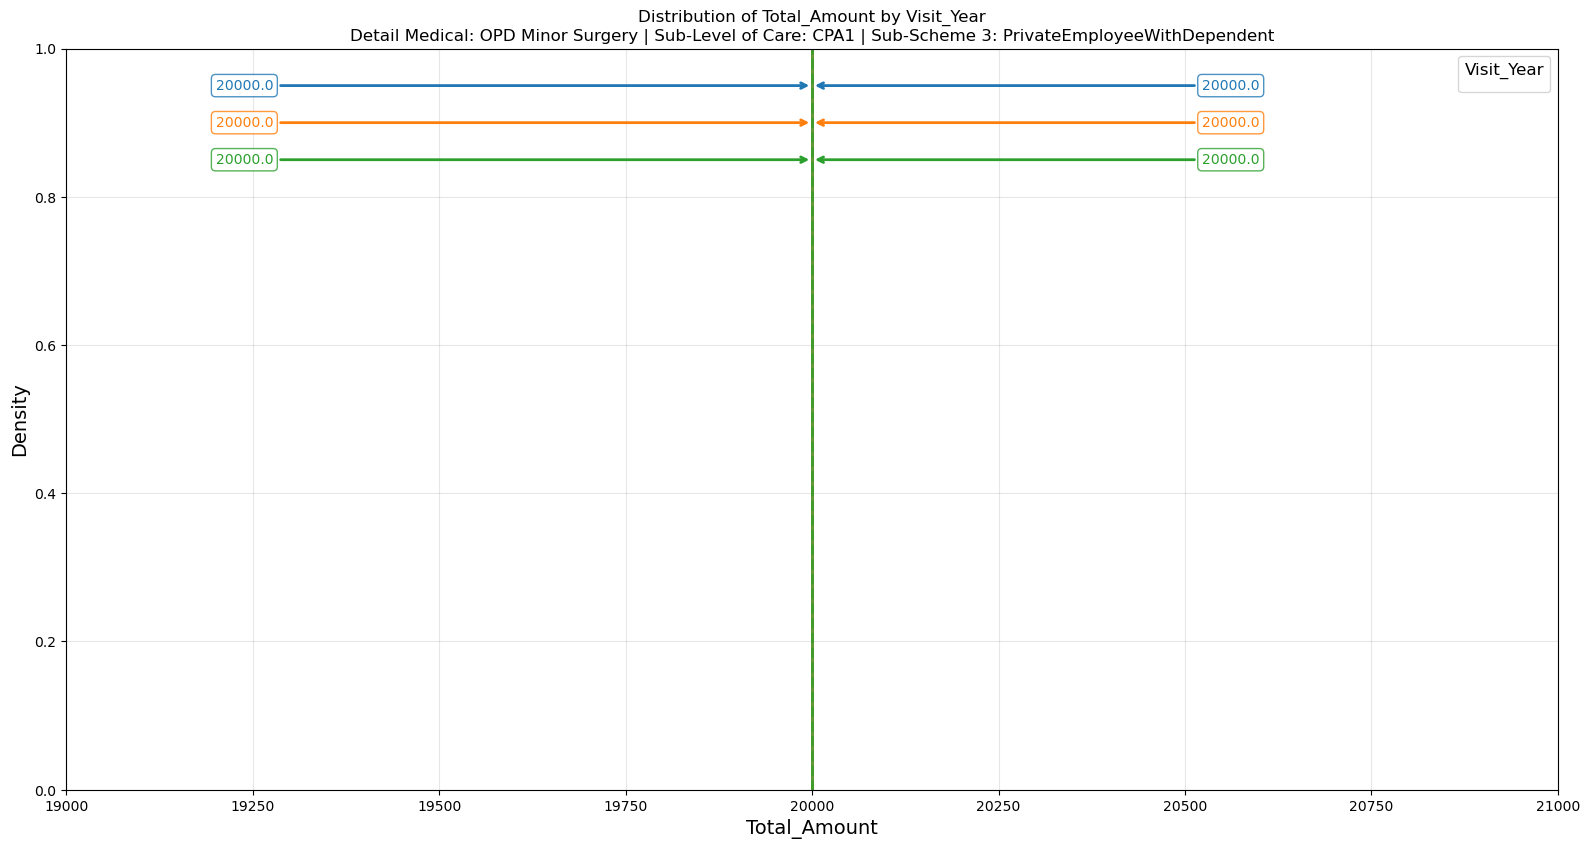 Distribution of Total_Amount by Visit_Year
Detail Medical: OPD Minor Surgery | Sub-Level of Care: CPA1 | Sub-Scheme 3: PrivateEmployeeWithDependent
Visit_Year
1.0
20000.0 20000.0
20000.0 20000.0
20000.0 20000.0
0.8
0.6
Density
0.4
0.2
0.0
19000 19250 19500 19750 20000 20250 20500 20750 21000
Total_Amount